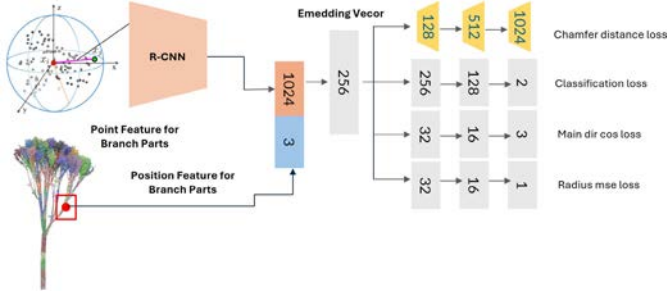 Emedding Vecor
R-CNN
128
512
1024
Chamfer distance loss
1024
3
256
256
128
2
Classification loss
Point Feature for
Branch Parts
32
16
3
Main dir cos loss
Position Feature for
Branch Parts
32
16
1
Radius mse loss